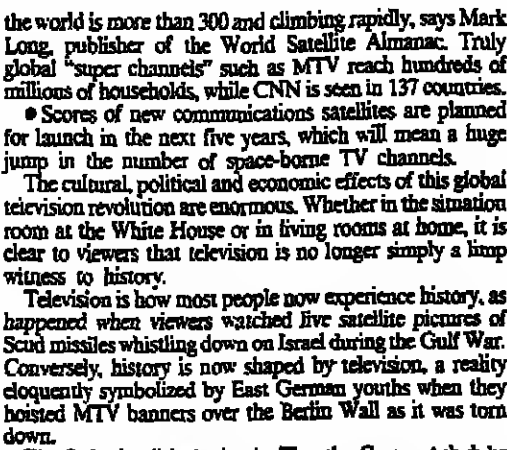 the world is more than 300 and climbing rapidly, says Mark
Long, publisher of the World Satellite Almanac. Truly
global "super channels" such as MTV reach hundreds of
millions of households, while CNN is seen in 137 countries.
• Scores of new communications satellites are planned
for launch in the next five years, which will mean a huge
jump in the number of space-borne TV channels.
The cultural, political and economic effects of this global
television revolution are enormous. Whether in the situation
room at the White House or in living rooms at home, it is
clear to viewers that television is no longer simply a limp
witness to history.
Television is how most people now experience history, as
happened when viewers watched live satellite pictures of
Scud missiles whistling down on Israel during the Gulf War.
Conversely, history is now shaped by television, a reality
eloquently symbolized by East German youths when they
hoisted MTV banners over the Berlin Wall as it was torn
down.